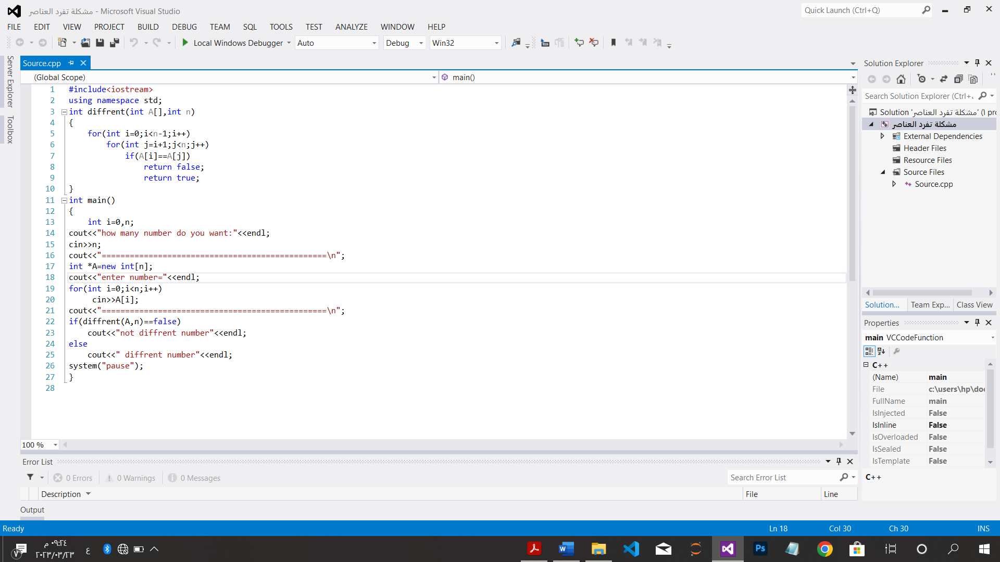 مشكلة تفرد العناصر - Microsoft Visual Studio
Quick Launch (Ctrl+Q)
FILE EDIT VIEW PROJECT BUILD DEBUG TEAM SQL TOOLS TEST ANALYZE WINDOW HELP
Local Windows Debugger Auto Debug Win32
Server Explorer
Toolbox
Source.cpp
(Global Scope) main()
1 #include<iostream>
2 using namespace std;
3 int diffrent(int A[],int n)
4 {
5 for(int i=0;i<n-1;i++)
6 for(int j=i+1;j<n;j++)
7 if(A[i]==A[j])
8 return false;
9 return true;
10 }
11 int main()
12 {
13 int i=0,n;
14 cout<<"how many number do you want:"<<endl;
15 cin>>n;
16 cout<<"================================================\n";
17 int *A=new int[n];
18 cout<<"enter number="<<endl;
19 for(int i=0;i<n;i++)
20 cin>>A[i];
21 cout<<"================================================\n";
22 if(diffrent(A,n)==false)
23 cout<<"not diffrent number"<<endl;
24 else
25 cout<<" diffrent number"<<endl;
26 system("pause");
27 }
28
100 %
Solution Explorer
Search Solution Explorer (Ctrl+
Solution 'مشكلة تفرد العناصر' (1 pr
مشكلة تفرد العناصر
External Dependencies
Header Files
Resource Files
Source Files
Source.cpp
Solution... Team Exp... Class View
Properties
main VCCodeFunction
C++
(Name) main
File c:\users\hp\do
FullName main
IsInjected False
IsInline False
IsOverloaded False
IsSealed False
IsTemplate False
C++
Error List
0 Errors 0 Warnings 0 Messages
Search Error List
Description File Line
Output
Ready Ln 18 Col 30 Ch 30 INS
٠٩:٢٤ م
٢٠٢٣/٠٣/٢٣
ع
٧
Ps